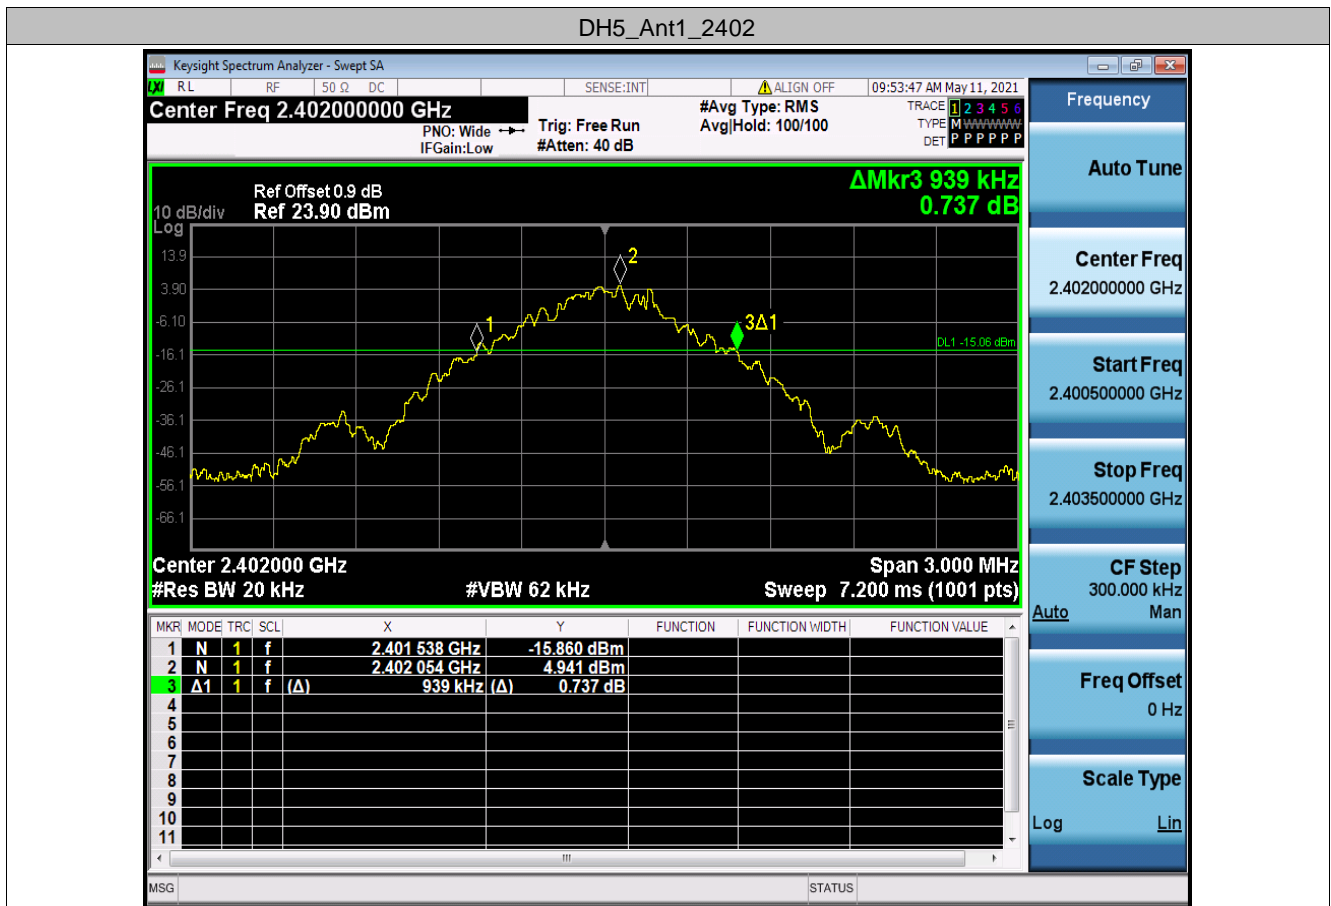 DH5_Ant1_2402
Keysight Spectrum Analyzer - Swept SA
LXI RL RF 50 Ω DC SENSE:INT ALIGN OFF 09:53:47 AM May 11, 2021
Center Freq 2.402000000 GHz
PNO: Wide
IFGain:Low
Trig: Free Run
#Atten: 40 dB
#Avg Type: RMS
Avg|Hold: 100/100
TRACE 1 2 3 4 5 6
TYPE M WWWWW
DET P P P P P P
ΔMkr3 939 kHz
0.737 dB
Ref Offset 0.9 dB
10 dB/div Ref 23.90 dBm
Log
13.9
3.90
-6.10
-16.1
-26.1
-36.1
-46.1
-56.1
-66.1
1
2
3Δ1
DL1 -15.06 dBm
Center 2.402000 GHz Span 3.000 MHz
#Res BW 20 kHz #VBW 62 kHz Sweep 7.200 ms (1001 pts)
MKR MODE TRC SCL X Y FUNCTION FUNCTION WIDTH FUNCTION VALUE
1 N 1 f 2.401 538 GHz -15.860 dBm
2 N 1 f 2.402 054 GHz 4.941 dBm
3 Δ1 1 f (Δ) 939 kHz (Δ) 0.737 dB
4
5
6
7
8
9
10
11
MSG STATUS
Frequency
Auto Tune
Center Freq
2.402000000 GHz
Start Freq
2.400500000 GHz
Stop Freq
2.403500000 GHz
CF Step
300.000 kHz
Auto Man
Freq Offset
0 Hz
Scale Type
Log Lin